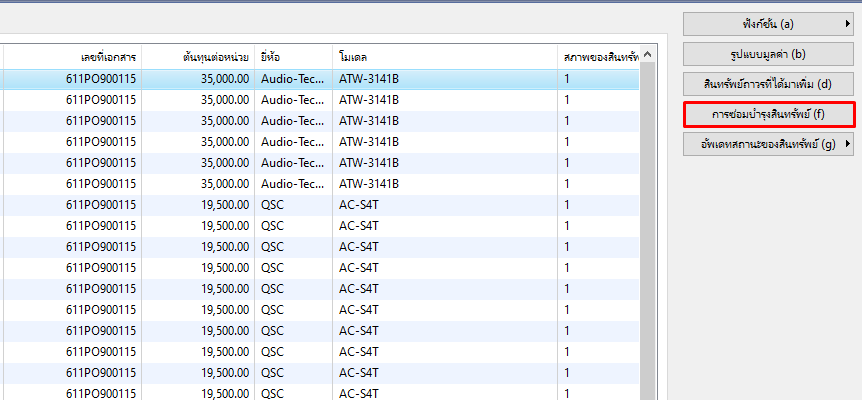 ฟังก์ชัน (a)
รูปแบบมูลค่า (b)
สินทรัพย์ถาวรที่ได้มาเพิ่ม (d)
การซ่อมบำรุงสินทรัพย์ (f)
อัพเดทสถานะของสินทรัพย์ (g)
เลขที่เอกสาร ต้นทุนต่อหน่วย ยี่ห้อ โมเดล สภาพของสินทรัพ
611PO900115 35,000.00 Audio-Tec... ATW-3141B 1
611PO900115 35,000.00 Audio-Tec... ATW-3141B 1
611PO900115 35,000.00 Audio-Tec... ATW-3141B 1
611PO900115 35,000.00 Audio-Tec... ATW-3141B 1
611PO900115 35,000.00 Audio-Tec... ATW-3141B 1
611PO900115 35,000.00 Audio-Tec... ATW-3141B 1
611PO900115 19,500.00 QSC AC-S4T 1
611PO900115 19,500.00 QSC AC-S4T 1
611PO900115 19,500.00 QSC AC-S4T 1
611PO900115 19,500.00 QSC AC-S4T 1
611PO900115 19,500.00 QSC AC-S4T 1
611PO900115 19,500.00 QSC AC-S4T 1
611PO900115 19,500.00 QSC AC-S4T 1
611PO900115 19,500.00 QSC AC-S4T 1
611PO900115 19,500.00 QSC AC-S4T 1
611PO900115 19,500.00 QSC AC-S4T 1